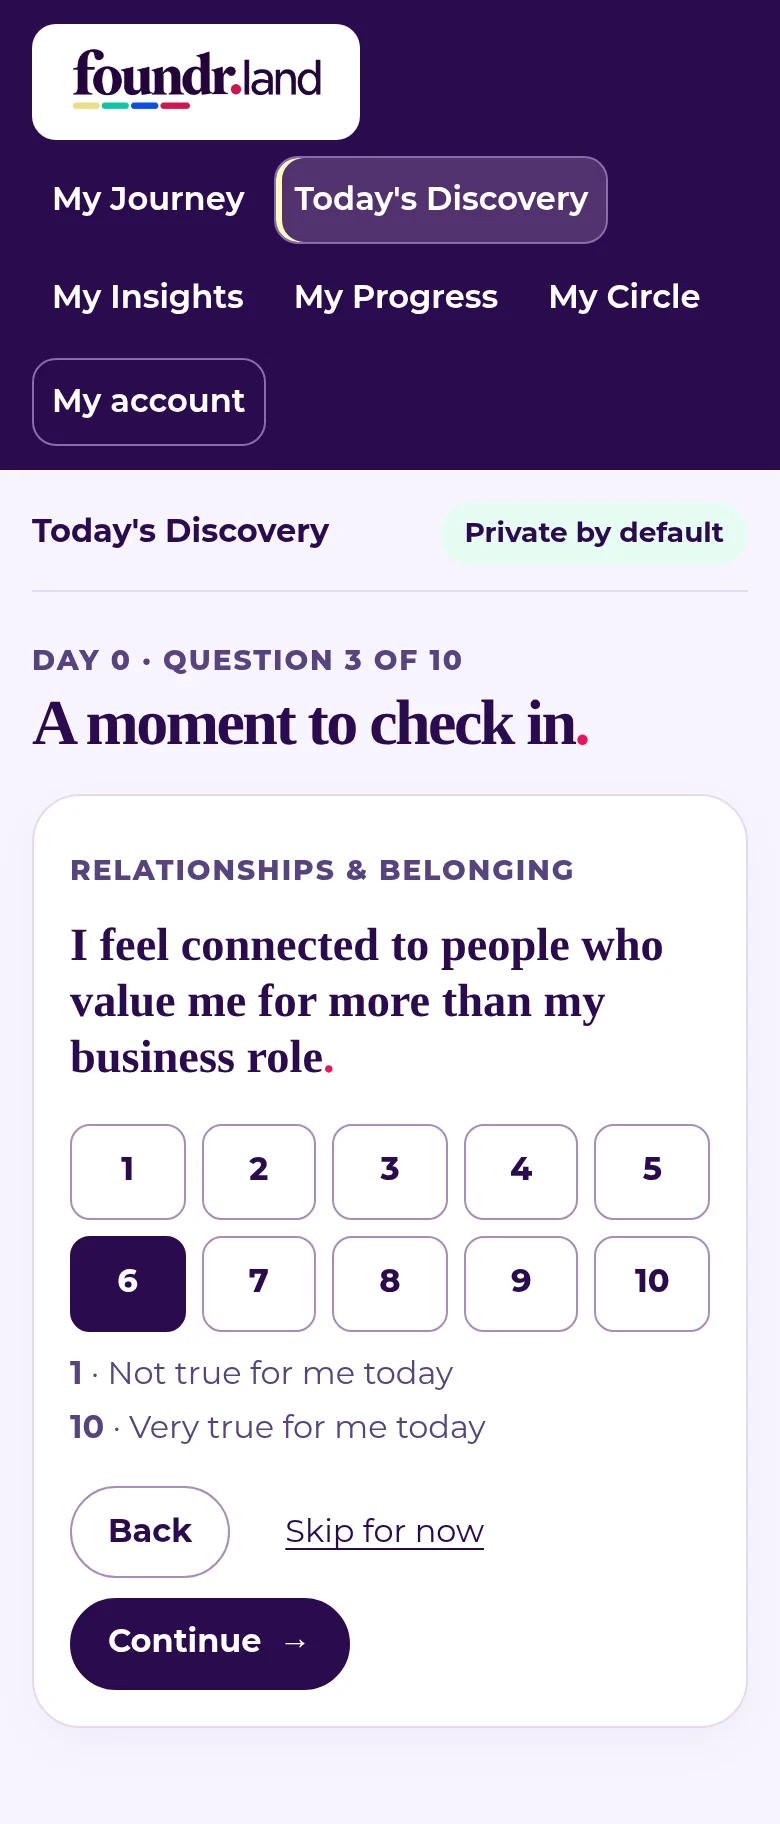 foundr.land
My Journey
Today's Discovery
My Insights
My Progress
My Circle
My account
Today's Discovery
Private by default
DAY 0 · QUESTION 3 OF 10
A moment to check in.
RELATIONSHIPS & BELONGING
I feel connected to people who
value me for more than my
business role.
1
2
3
4
5
6
7
8
9
10
1 · Not true for me today
10 · Very true for me today
Back
Skip for now
Continue →